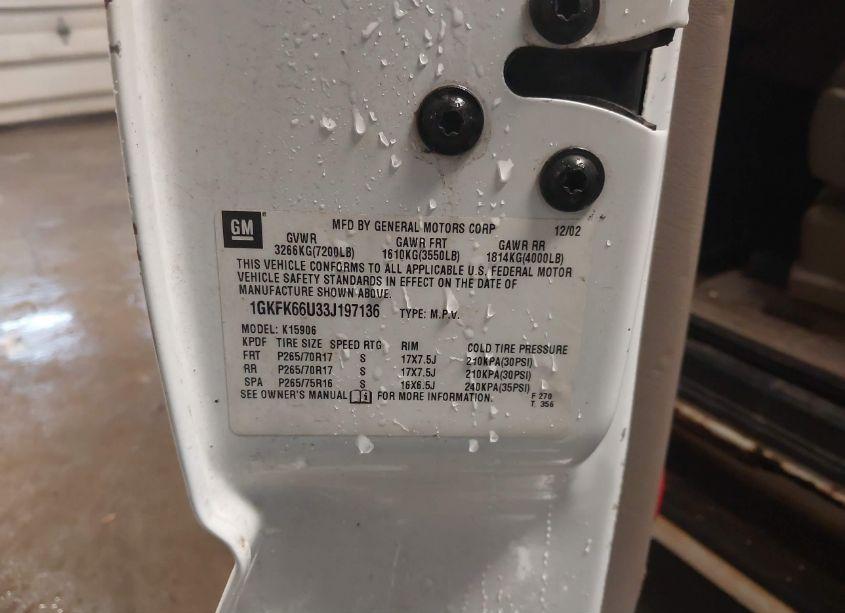 GM ®
MFD BY GENERAL MOTORS CORP 12/02
GVWR GAWR FRT GAWR RR
3266KG(7200LB) 1610KG(3550LB) 1814KG(4000LB)
THIS VEHICLE CONFORMS TO ALL APPLICABLE U.S. FEDERAL MOTOR
VEHICLE SAFETY STANDARDS IN EFFECT ON THE DATE OF
MANUFACTURE SHOWN ABOVE.
1GKFK66U33J197136 TYPE: M.P.V.
MODEL: K15906
KPDF TIRE SIZE SPEED RTG RIM COLD TIRE PRESSURE
FRT P265/70R17 S 17X7.5J 210KPA(30PSI)
RR P265/70R17 S 17X7.5J 210KPA(30PSI)
SPA P265/75R16 S 16X6.5J 240KPA(35PSI)
SEE OWNER'S MANUAL FOR MORE INFORMATION. F 270
T. 356